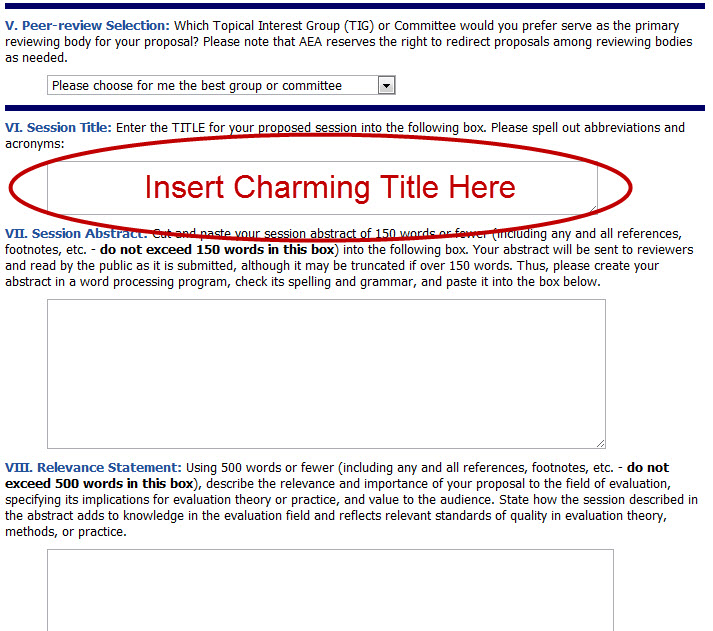 V. Peer-review Selection: Which Topical Interest Group (TIG) or Committee would you prefer serve as the primary
reviewing body for your proposal? Please note that AEA reserves the right to redirect proposals among reviewing bodies
as needed.
Please choose for me the best group or committee
VI. Session Title: Enter the TITLE for your proposed session into the following box. Please spell out abbreviations and
acronyms:
Insert Charming Title Here
VII. Session Abstract: Cut and paste your session abstract of 150 words or fewer (including any and all references,
footnotes, etc. - do not exceed 150 words in this box) into the following box. Your abstract will be sent to reviewers
and read by the public as it is submitted, although it may be truncated if over 150 words. Thus, please create your
abstract in a word processing program, check its spelling and grammar, and paste it into the box below.
VIII. Relevance Statement: Using 500 words or fewer (including any and all references, footnotes, etc. - do not
exceed 500 words in this box), describe the relevance and importance of your proposal to the field of evaluation,
specifying its implications for evaluation theory or practice, and value to the audience. State how the session described in
the abstract adds to knowledge in the evaluation field and reflects relevant standards of quality in evaluation theory,
methods, or practice.